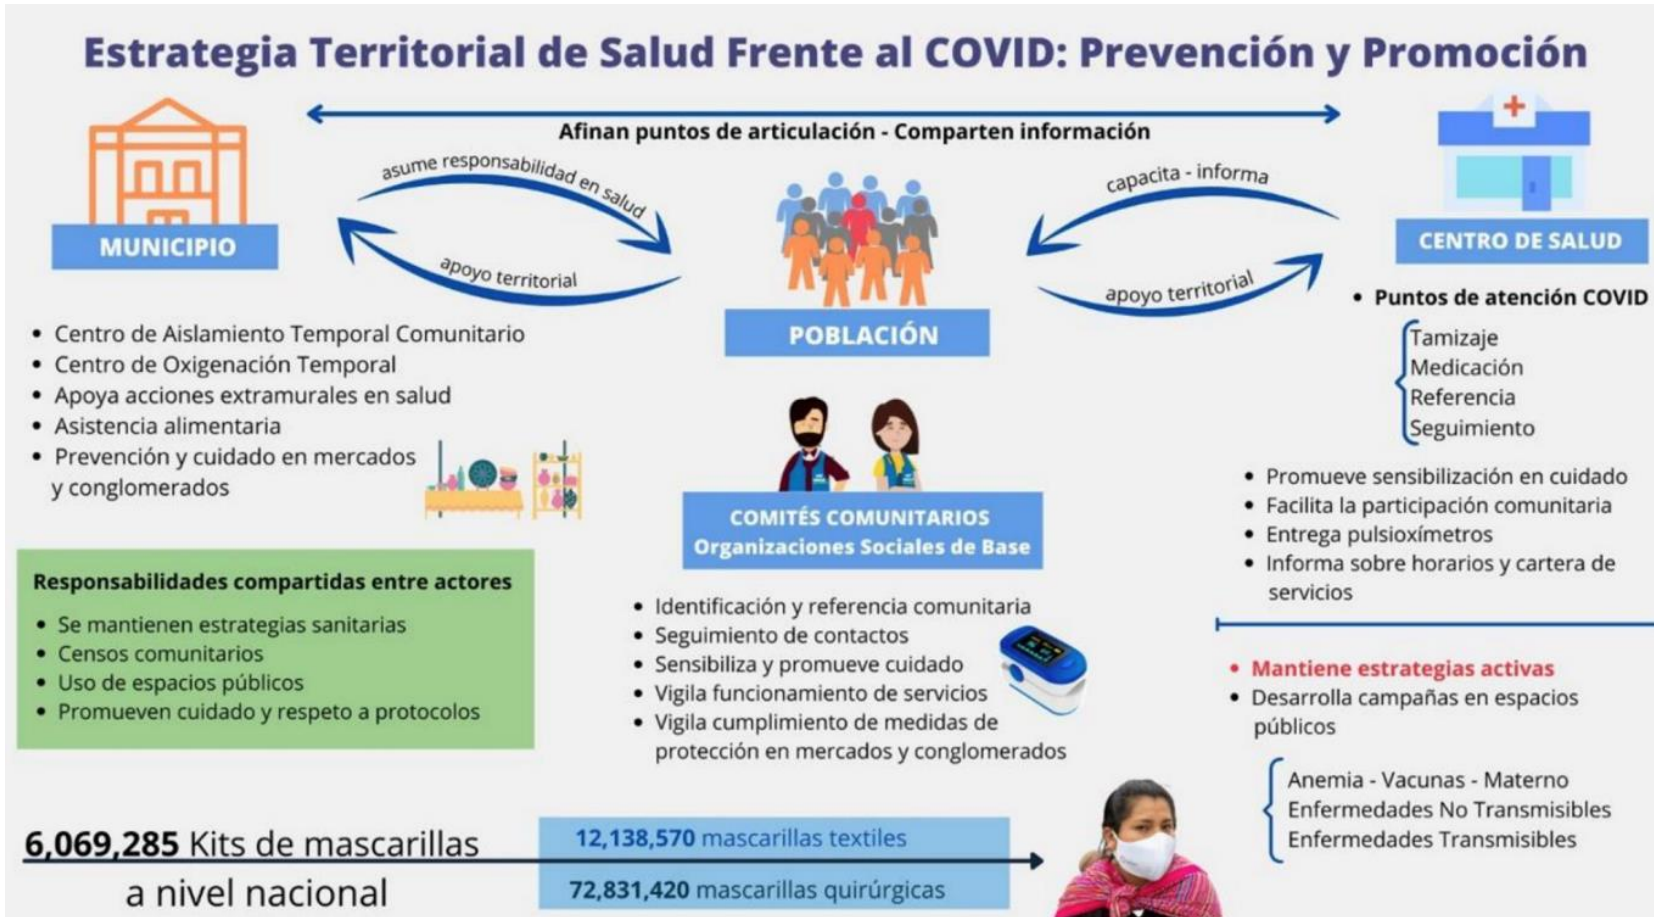 Estrategia Territorial de Salud Frente al COVID: Prevención y Promoción
Afinan puntos de articulación - Comparten información
asume responsabilidad en salud
apoyo territorial
MUNICIPIO
capacita - informa
apoyo territorial
POBLACIÓN
CENTRO DE SALUD
• Centro de Aislamiento Temporal Comunitario
• Centro de Oxigenación Temporal
• Apoya acciones extramurales en salud
• Asistencia alimentaria
• Prevención y cuidado en mercados
y conglomerados
• Puntos de atención COVID
Tamizaje
Medicación
Referencia
Seguimiento
• Promueve sensibilización en cuidado
• Facilita la participación comunitaria
• Entrega pulsioxímetros
• Informa sobre horarios y cartera de
servicios
COMITÉS COMUNITARIOS
Organizaciones Sociales de Base
• Identificación y referencia comunitaria
• Seguimiento de contactos
• Sensibiliza y promueve cuidado
• Vigila funcionamiento de servicios
• Vigila cumplimiento de medidas de
protección en mercados y conglomerados
Responsabilidades compartidas entre actores
• Se mantienen estrategias sanitarias
• Censos comunitarios
• Uso de espacios públicos
• Promueven cuidado y respeto a protocolos
• Mantiene estrategias activas
• Desarrolla campañas en espacios
públicos
Anemia - Vacunas - Materno
Enfermedades No Transmisibles
Enfermedades Transmisibles
6,069,285 Kits de mascarillas
a nivel nacional
12,138,570 mascarillas textiles
72,831,420 mascarillas quirúrgicas